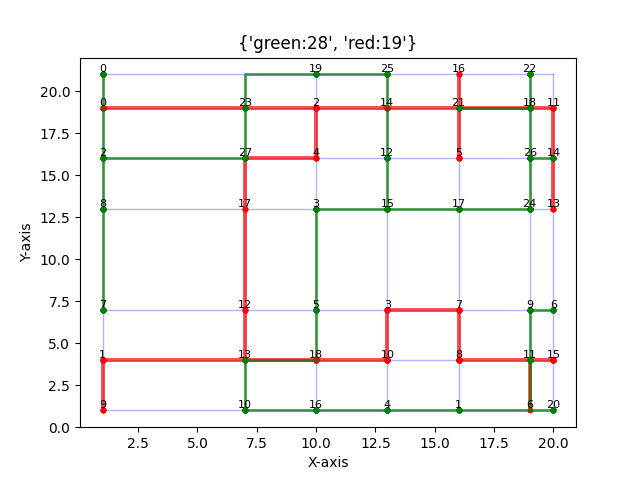 {'green:28', 'red:19'}
0 19 25 16 22
20.0
0 23 2 14 21 18 11
17.5
2 27 4 12 5 26 14
15.0
8 17 3 15 17 24 13
12.5
Y-axis
10.0
7.5
7 12 5 3 7 9 6
5.0
1 13 18 10 8 11 15
2.5
9 10 16 4 1 6 20
0.0
2.5 5.0 7.5 10.0 12.5 15.0 17.5 20.0
X-axis